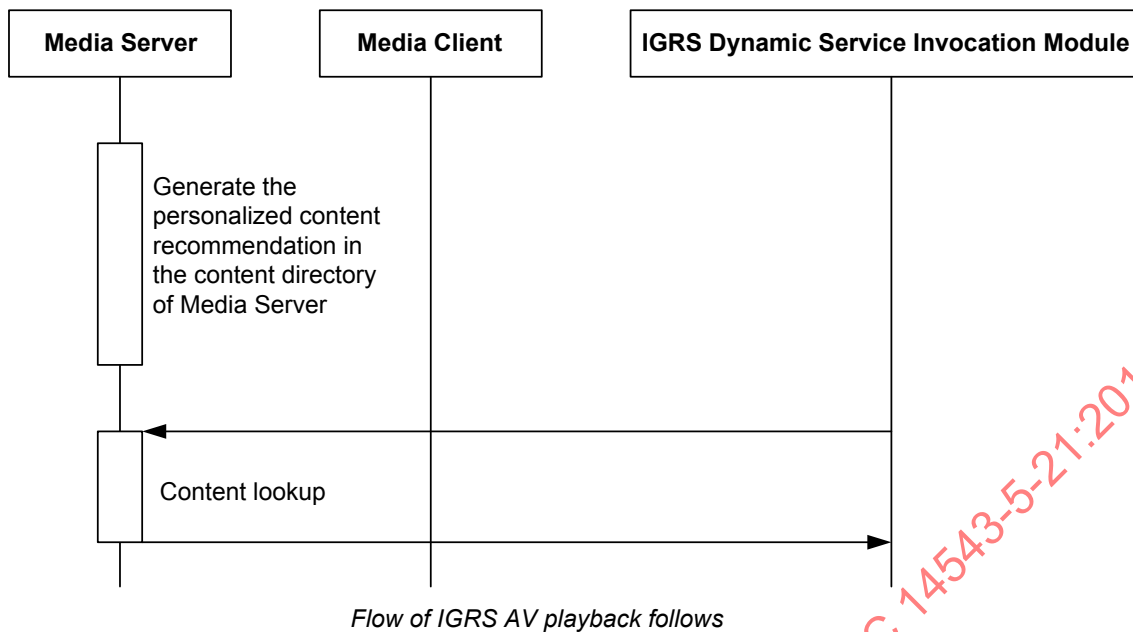 Media Server
Media Client
IGRS Dynamic Service Invocation Module
Generate the
personalized content
recommendation in
the content directory
of Media Server
Content lookup
Flow of IGRS AV playback follows
C 14543-5-21:201